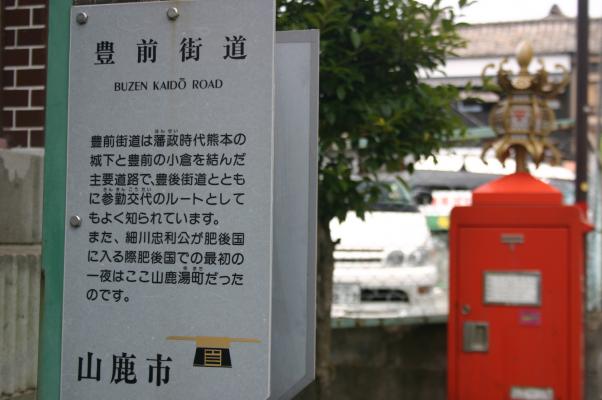 豊前街道
BUZEN KAIDŌ ROAD
豊前街道は藩政時代熊本の
城下と豊前の小倉を結んだ
主要道路で、豊後街道ととも
に参勤交代のルートとして
もよく知られています。
また、細川忠利公が肥後国
に入る際肥後国での最初の
一夜はここ山鹿湯町だった
のです。
山鹿市